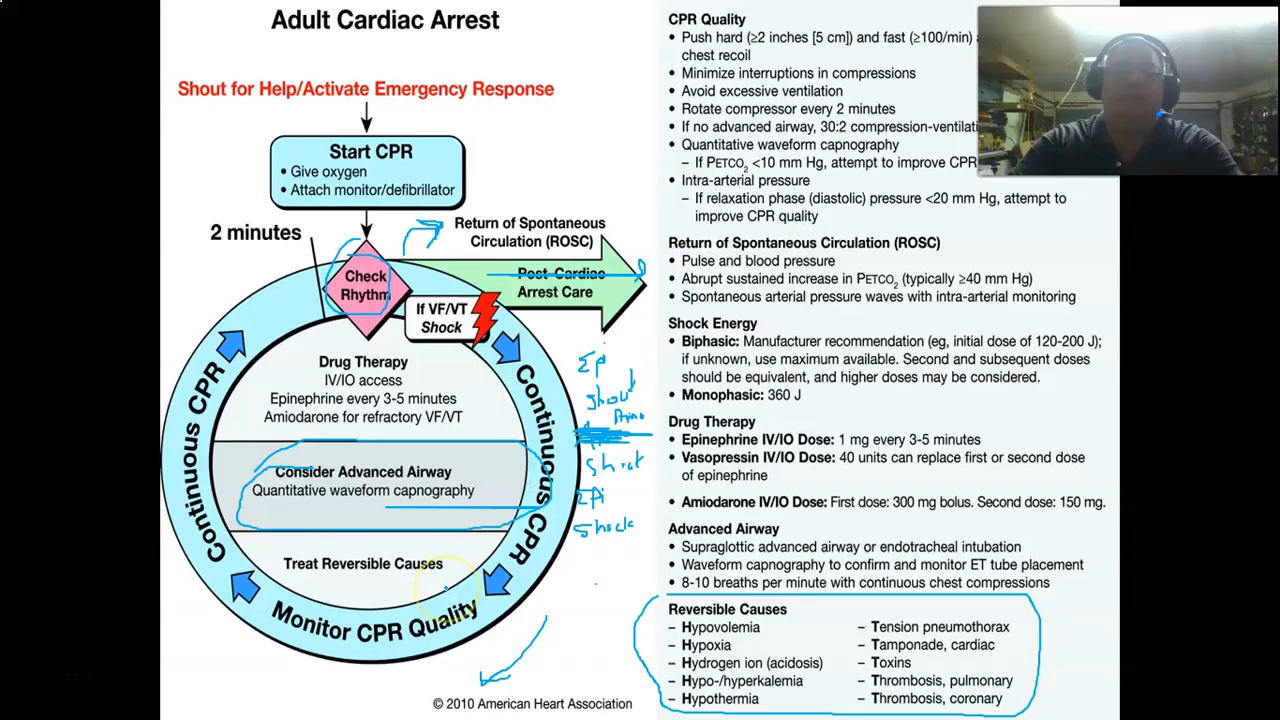 Adult Cardiac Arrest
Shout for Help/Activate Emergency Response
Start CPR
• Give oxygen
• Attach monitor/defibrillator
2 minutes
Return of Spontaneous
Circulation (ROSC)
Check
Rhythm
Post-Cardiac
Arrest Care
If VF/VT
Shock
Drug Therapy
IV/IO access
Epinephrine every 3-5 minutes
Amiodarone for refractory VF/VT
Consider Advanced Airway
Quantitative waveform capnography
Treat Reversible Causes
Continuous CPR
Continuous CPR
Monitor CPR Quality
Shock
Epi
Shock
© 2010 American Heart Association
CPR Quality
• Push hard (≥2 inches [5 cm]) and fast (≥100/min)
chest recoil
• Minimize interruptions in compressions
• Avoid excessive ventilation
• Rotate compressor every 2 minutes
• If no advanced airway, 30:2
• Quantitative waveform capnography
– If PETCO2 <10 mm Hg, attempt to improve CPR
• Intra-arterial pressure
– If relaxation phase (diastolic) pressure <20 mm Hg, attempt to
improve CPR quality
Return of Spontaneous Circulation (ROSC)
• Pulse and blood pressure
• Abrupt sustained increase in PETCO2 (typically ≥40 mm Hg)
• Spontaneous arterial pressure waves with intra-arterial monitoring
Shock Energy
• Biphasic: Manufacturer recommendation (eg, initial dose of 120-200 J);
if unknown, use maximum available. Second and subsequent doses
should be equivalent, and higher doses may be considered.
• Monophasic: 360 J
Drug Therapy
• Epinephrine IV/IO Dose: 1 mg every 3-5 minutes
• Vasopressin IV/IO Dose: 40 units can replace first or second dose
of epinephrine
• Amiodarone IV/IO Dose: First dose: 300 mg bolus. Second dose: 150 mg.
Advanced Airway
• Supraglottic advanced airway or endotracheal intubation
• Waveform capnography to confirm and monitor ET tube placement
• 8-10 breaths per minute with continuous chest compressions
Reversible Causes
– Hypovolemia
– Hypoxia
– Hydrogen ion (acidosis)
– Hypo-/hyperkalemia
– Hypothermia
– Tension pneumothorax
– Tamponade, cardiac
– Toxins
– Thrombosis, pulmonary
– Thrombosis, coronary